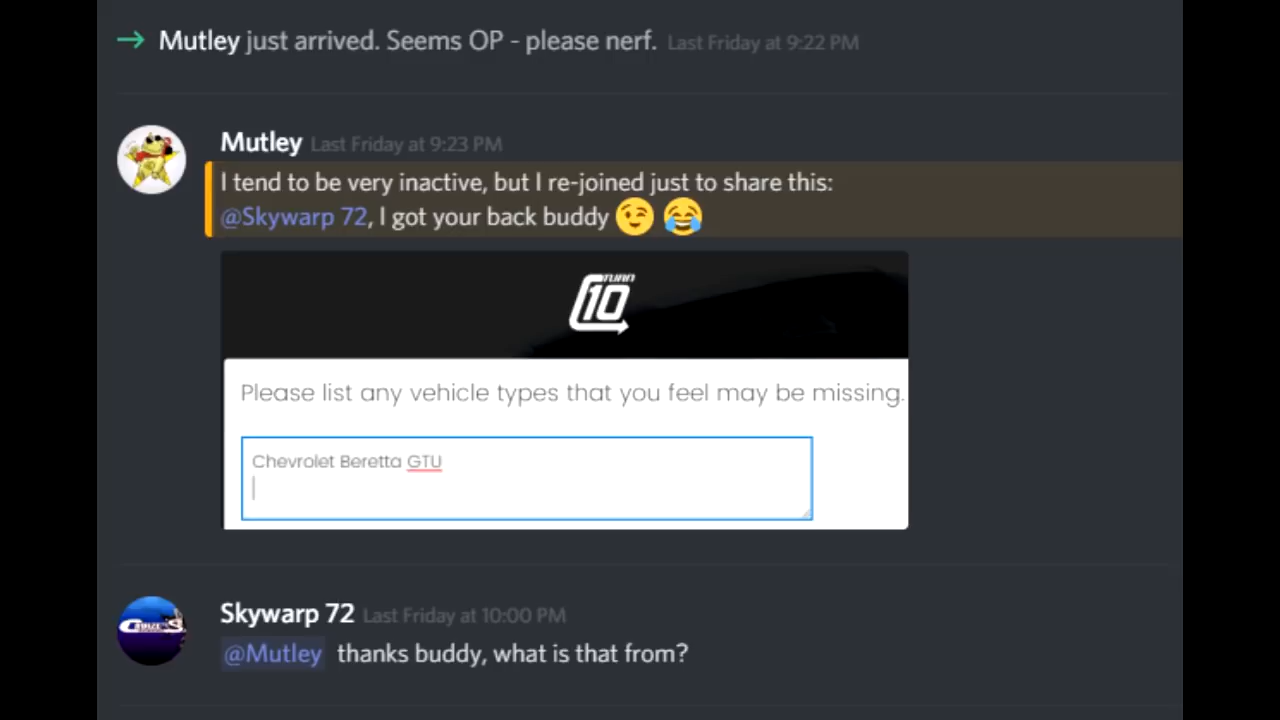 Mutley just arrived. Seems OP - please nerf. Last Friday at 9:22 PM
Mutley Last Friday at 9:23 PM
I tend to be very inactive, but I re-joined just to share this:
@Skywarp 72, I got your back buddy 😉 😂
TURN
10
Please list any vehicle types that you feel may be missing.
Chevrolet Beretta GTU
Skywarp 72 Last Friday at 10:00 PM
@Mutley thanks buddy, what is that from?